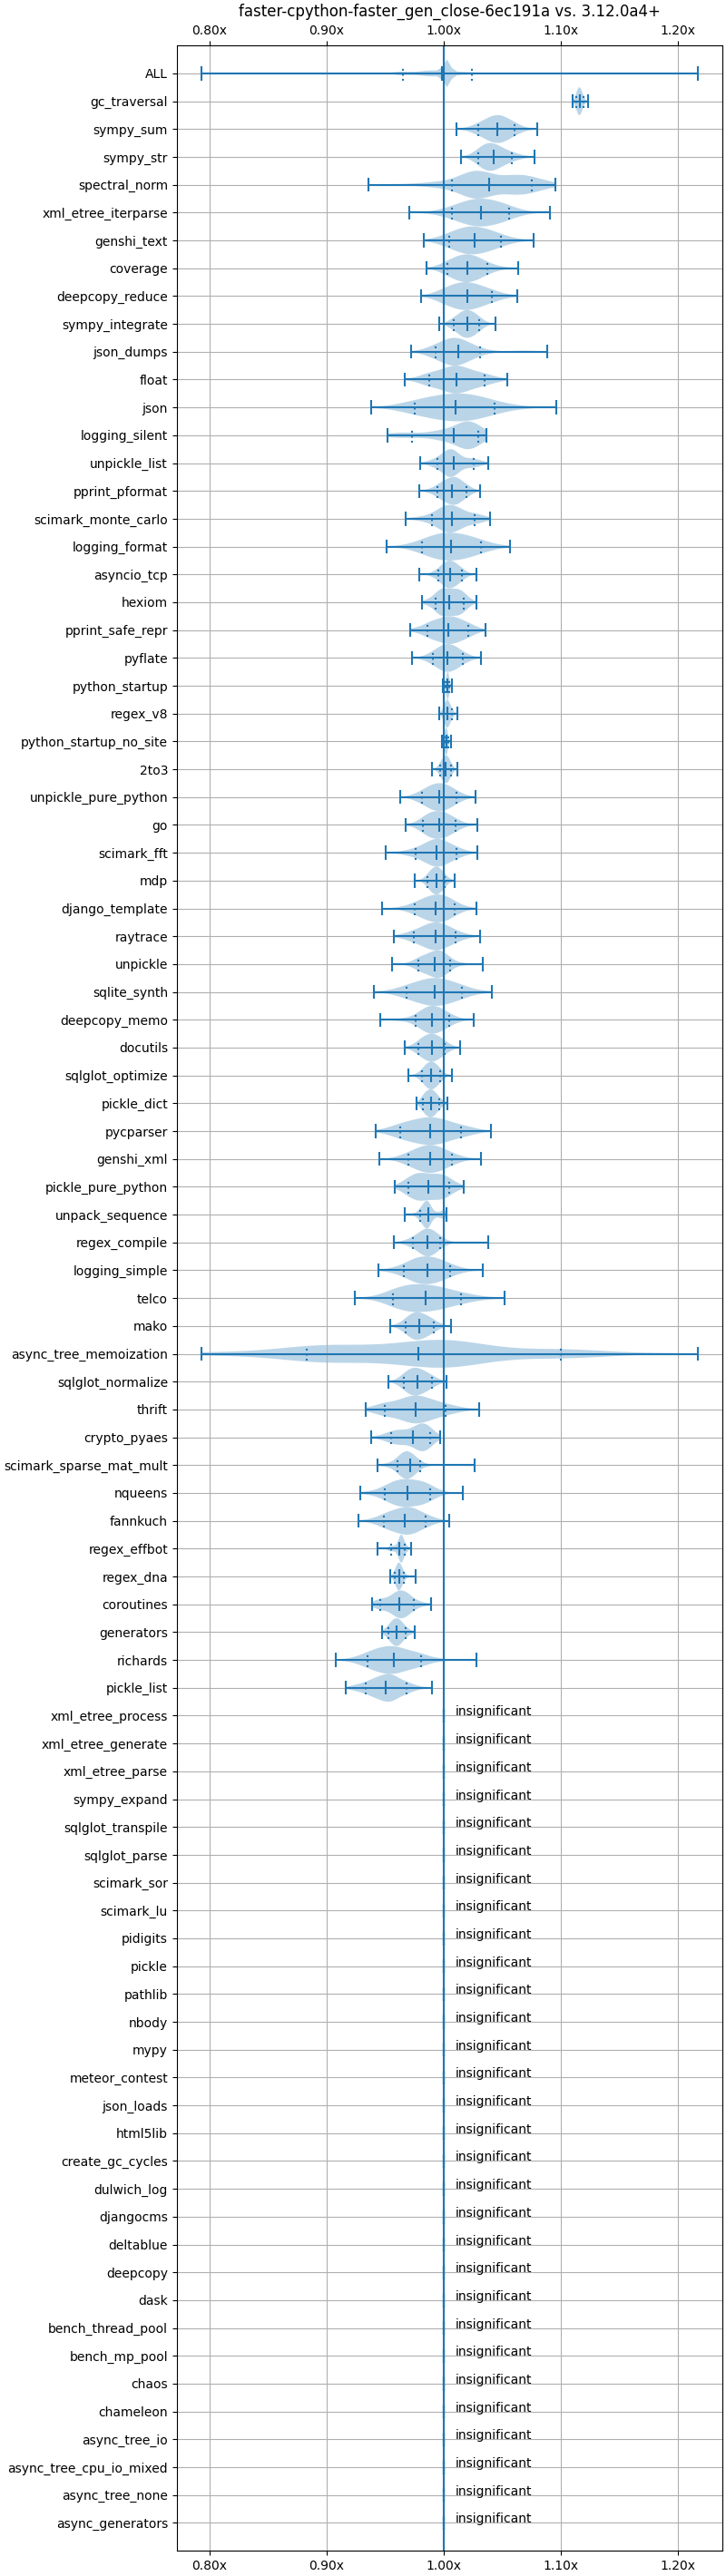 faster-cpython-faster_gen_close-6ec191a vs. 3.12.0a4+
0.80x 0.90x 1.00x 1.10x 1.20x
ALL
gc_traversal
sympy_sum
sympy_str
spectral_norm
xml_etree_iterparse
genshi_text
coverage
deepcopy_reduce
sympy_integrate
json_dumps
float
json
logging_silent
unpickle_list
pprint_pformat
scimark_monte_carlo
logging_format
asyncio_tcp
hexiom
pprint_safe_repr
pyflate
python_startup
regex_v8
python_startup_no_site
2to3
unpickle_pure_python
go
scimark_fft
mdp
django_template
raytrace
unpickle
sqlite_synth
deepcopy_memo
docutils
sqlglot_optimize
pickle_dict
pycparser
genshi_xml
pickle_pure_python
unpack_sequence
regex_compile
logging_simple
telco
mako
async_tree_memoization
sqlglot_normalize
thrift
crypto_pyaes
scimark_sparse_mat_mult
nqueens
fannkuch
regex_effbot
regex_dna
coroutines
generators
richards
pickle_list
xml_etree_process insignificant
xml_etree_generate insignificant
xml_etree_parse insignificant
sympy_expand insignificant
sqlglot_transpile insignificant
sqlglot_parse insignificant
scimark_sor insignificant
scimark_lu insignificant
pidigits insignificant
pickle insignificant
pathlib insignificant
nbody insignificant
mypy insignificant
meteor_contest insignificant
json_loads insignificant
html5lib insignificant
create_gc_cycles insignificant
dulwich_log insignificant
djangocms insignificant
deltablue insignificant
deepcopy insignificant
dask insignificant
bench_thread_pool insignificant
bench_mp_pool insignificant
chaos insignificant
chameleon insignificant
async_tree_io insignificant
async_tree_cpu_io_mixed insignificant
async_tree_none insignificant
async_generators insignificant
0.80x 0.90x 1.00x 1.10x 1.20x